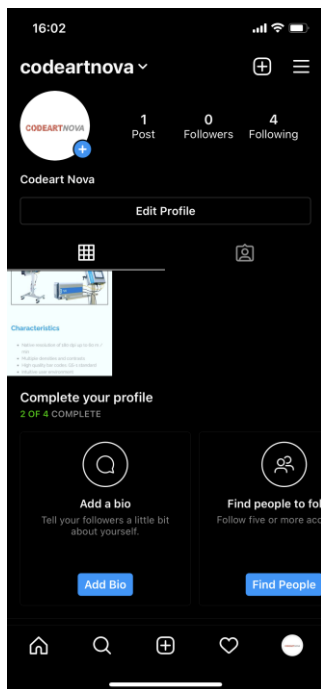 16:02
codeartnova
CODEARTNOVA
1
0
4
Post
Followers
Following
Codeart Nova
Edit Profile
Characteristics
Complete your profile
2 OF 4 COMPLETE
Add a bio
Tell your followers a little bit
about yourself.
Add Bio
Find people to fol
Follow five or more acc
Find People